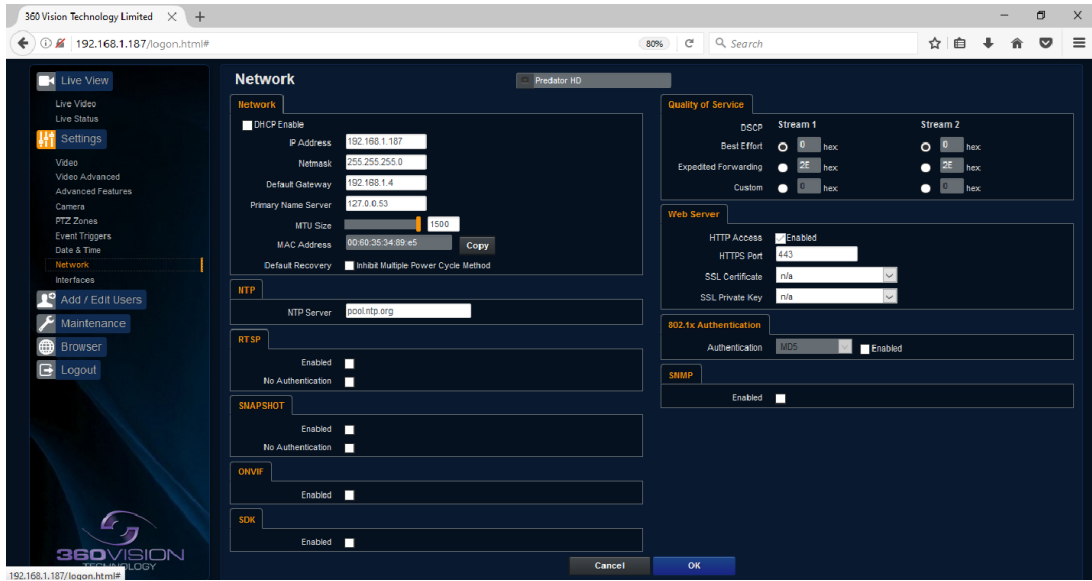 360 Vision Technology Limited
192.168.1.187/logon.html#
80%
Search
Live View
Live Video
Live Status
Settings
Video
Video Advanced
Advanced Features
Camera
PTZ Zones
Event Triggers
Date & Time
Network
Interfaces
Add / Edit Users
Maintenance
Browser
Logout
360VISION
TECHNOLOGY
192.168.1.187/logon.html#
Network
Predator HD
Network
DHCP Enable
IP Address 192.168.1.187
Netmask 255.255.255.0
Default Gateway 192.168.1.4
Primary Name Server 127.0.0.53
MTU Size 1500
MAC Address 00:60:35:34:89:e5 Copy
Default Recovery Inhibit Multiple Power Cycle Method
NTP
NTP Server pool.ntp.org
RTSP
Enabled
No Authentication
SNAPSHOT
Enabled
No Authentication
ONVIF
Enabled
SDK
Enabled
Quality of Service
DSCP Stream 1 Stream 2
Best Effort 0 hex 0 hex
Expedited Forwarding 2E hex 2E hex
Custom 0 hex 0 hex
Web Server
HTTP Access Enabled
HTTPS Port 443
SSL Certificate n/a
SSL Private Key n/a
802.1x Authentication
Authentication MD5 Enabled
SNMP
Enabled
Cancel OK